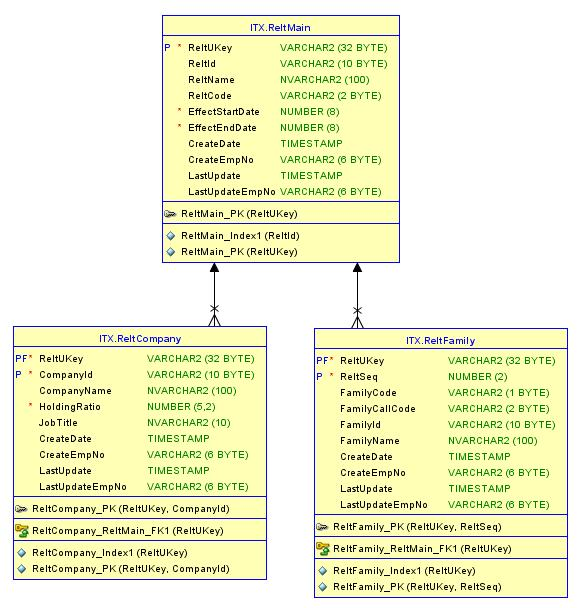 ITX.ReltMain
P * ReltUKey VARCHAR2 (32 BYTE)
ReltId VARCHAR2 (10 BYTE)
ReltName NVARCHAR2 (100)
ReltCode VARCHAR2 (2 BYTE)
* EffectStartDate NUMBER (8)
* EffectEndDate NUMBER (8)
CreateDate TIMESTAMP
CreateEmpNo VARCHAR2 (6 BYTE)
LastUpdate TIMESTAMP
LastUpdateEmpNo VARCHAR2 (6 BYTE)
ReltMain_PK (ReltUKey)
ReltMain_Index1 (ReltId)
ReltMain_PK (ReltUKey)
ITX.ReltCompany
PF* ReltUKey VARCHAR2 (32 BYTE)
P * CompanyId VARCHAR2 (10 BYTE)
CompanyName NVARCHAR2 (100)
* HoldingRatio NUMBER (5,2)
JobTitle NVARCHAR2 (10)
CreateDate TIMESTAMP
CreateEmpNo VARCHAR2 (6 BYTE)
LastUpdate TIMESTAMP
LastUpdateEmpNo VARCHAR2 (6 BYTE)
ReltCompany_PK (ReltUKey, CompanyId)
ReltCompany_ReltMain_FK1 (ReltUKey)
ReltCompany_Index1 (ReltUKey)
ReltCompany_PK (ReltUKey, CompanyId)
ITX.ReltFamily
PF* ReltUKey VARCHAR2 (32 BYTE)
P * ReltSeq NUMBER (2)
FamilyCode VARCHAR2 (1 BYTE)
FamilyCallCode VARCHAR2 (2 BYTE)
FamilyId VARCHAR2 (10 BYTE)
FamilyName NVARCHAR2 (100)
CreateDate TIMESTAMP
CreateEmpNo VARCHAR2 (6 BYTE)
LastUpdate TIMESTAMP
LastUpdateEmpNo VARCHAR2 (6 BYTE)
ReltFamily_PK (ReltUKey, ReltSeq)
ReltFamily_ReltMain_FK1 (ReltUKey)
ReltFamily_Index1 (ReltUKey)
ReltFamily_PK (ReltUKey, ReltSeq)